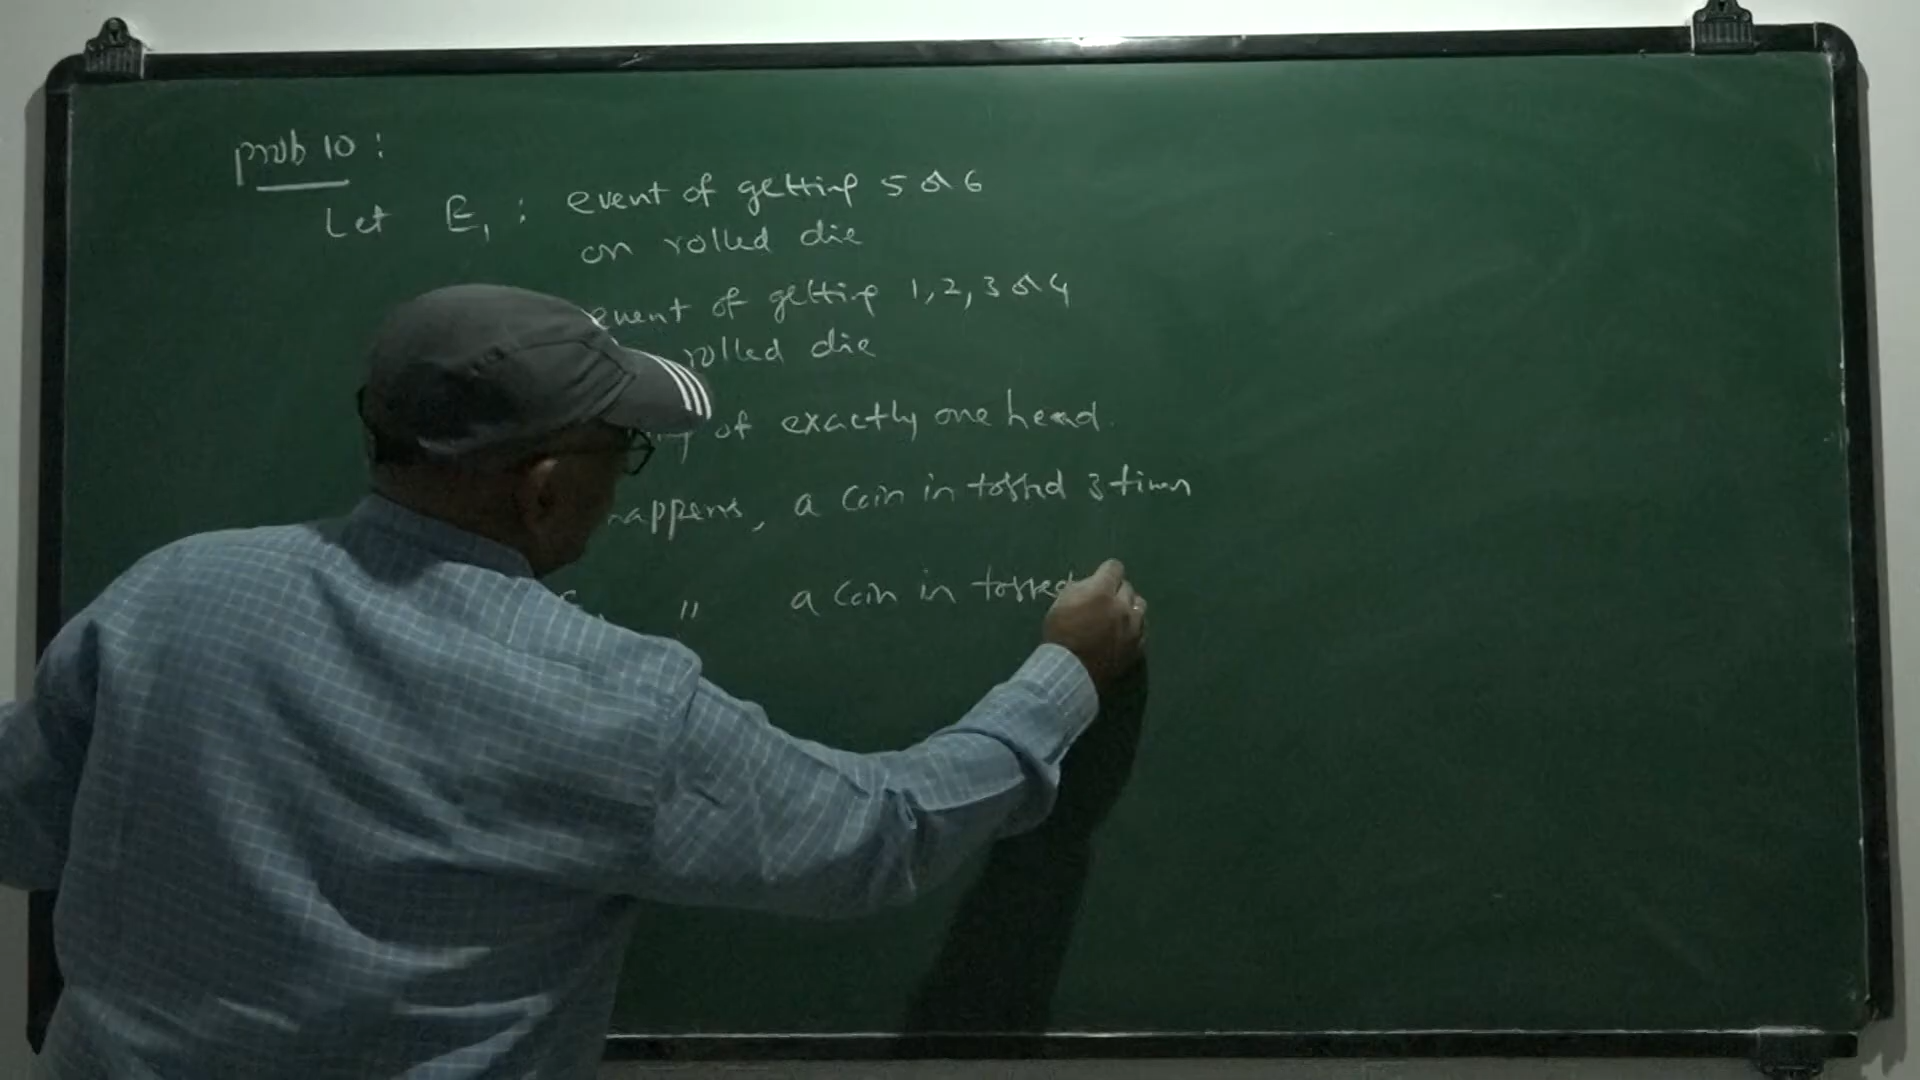 prob 10 :
Let E₁ : event of getting 5 or 6
on rolled die
event of getting 1, 2, 3 or 4
rolled die
of exactly one head.
happens, a coin is tossed 3 times
" a coin is tossed